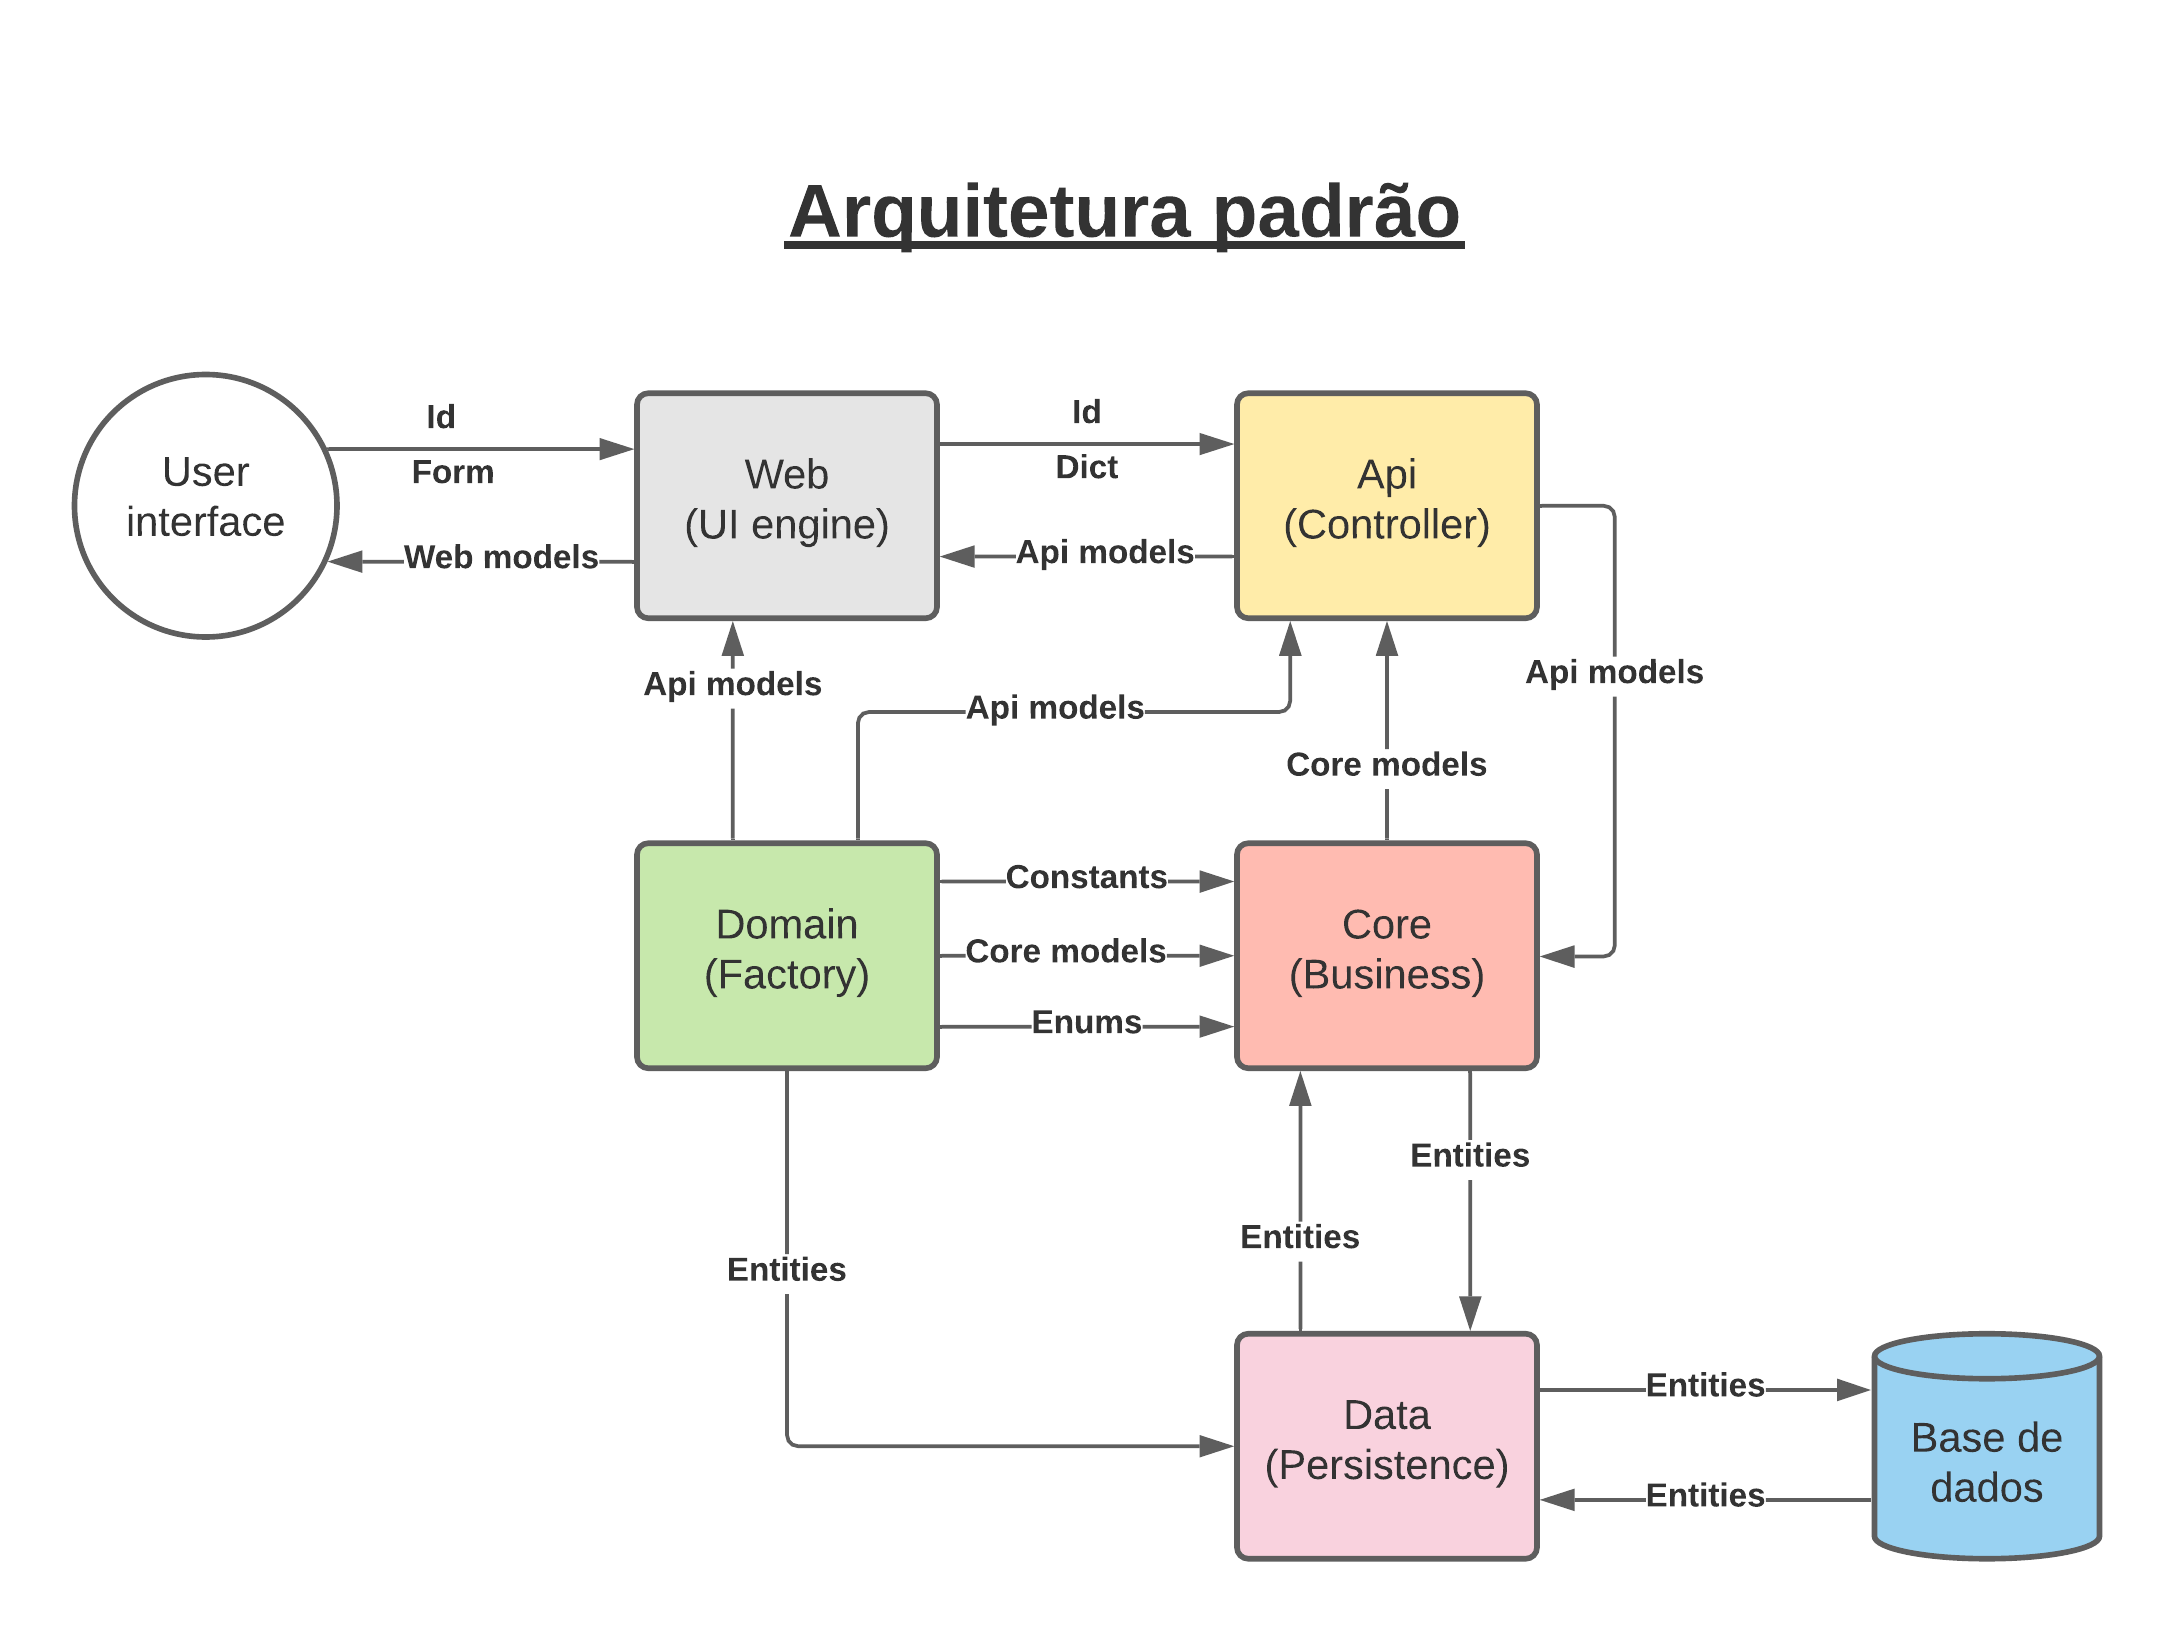 Arquitetura padrão
Id
Form
User
interface
Web models
Web
(UI engine)
Id
Dict
Api models
Api
(Controller)
Api models
Api models
Api models
Core models
Domain
(Factory)
Constants
Core models
Enums
Core
(Business)
Entities
Entities
Entities
Data
(Persistence)
Entities
Entities
Base de
dados